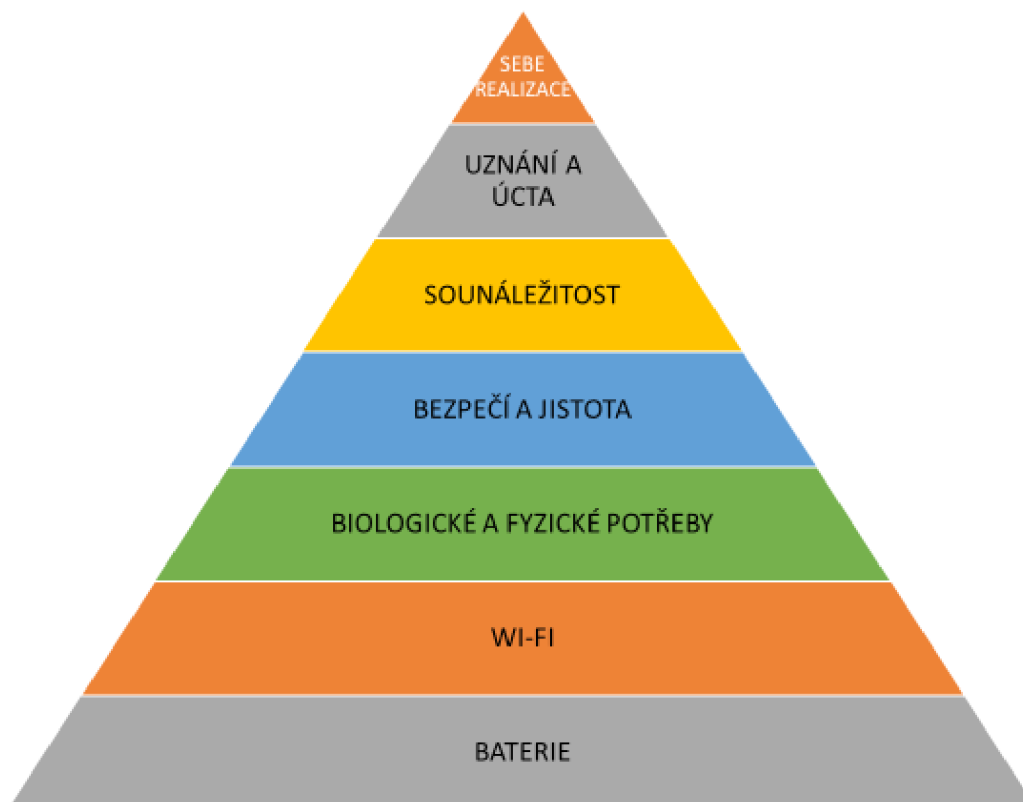 SEBE
REALIZACE
UZNÁNÍ A
ÚCTA
SOUNÁLEŽITOST
BEZPEČÍ A JISTOTA
BIOLOGICKÉ A FYZICKÉ POTŘEBY
WI-FI
BATERIE